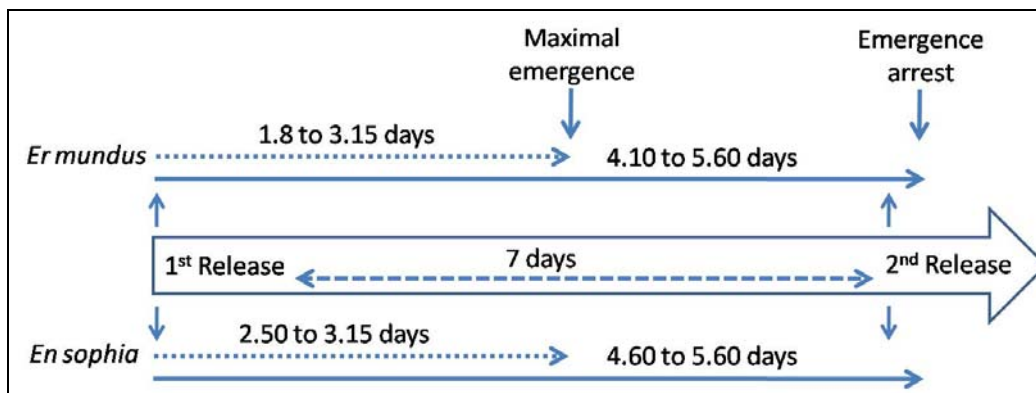 Maximal
emergence
Emergence
arrest
1.8 to 3.15 days
Er mundus
4.10 to 5.60 days
1st Release
7 days
2nd Release
2.50 to 3.15 days
En sophia
4.60 to 5.60 days